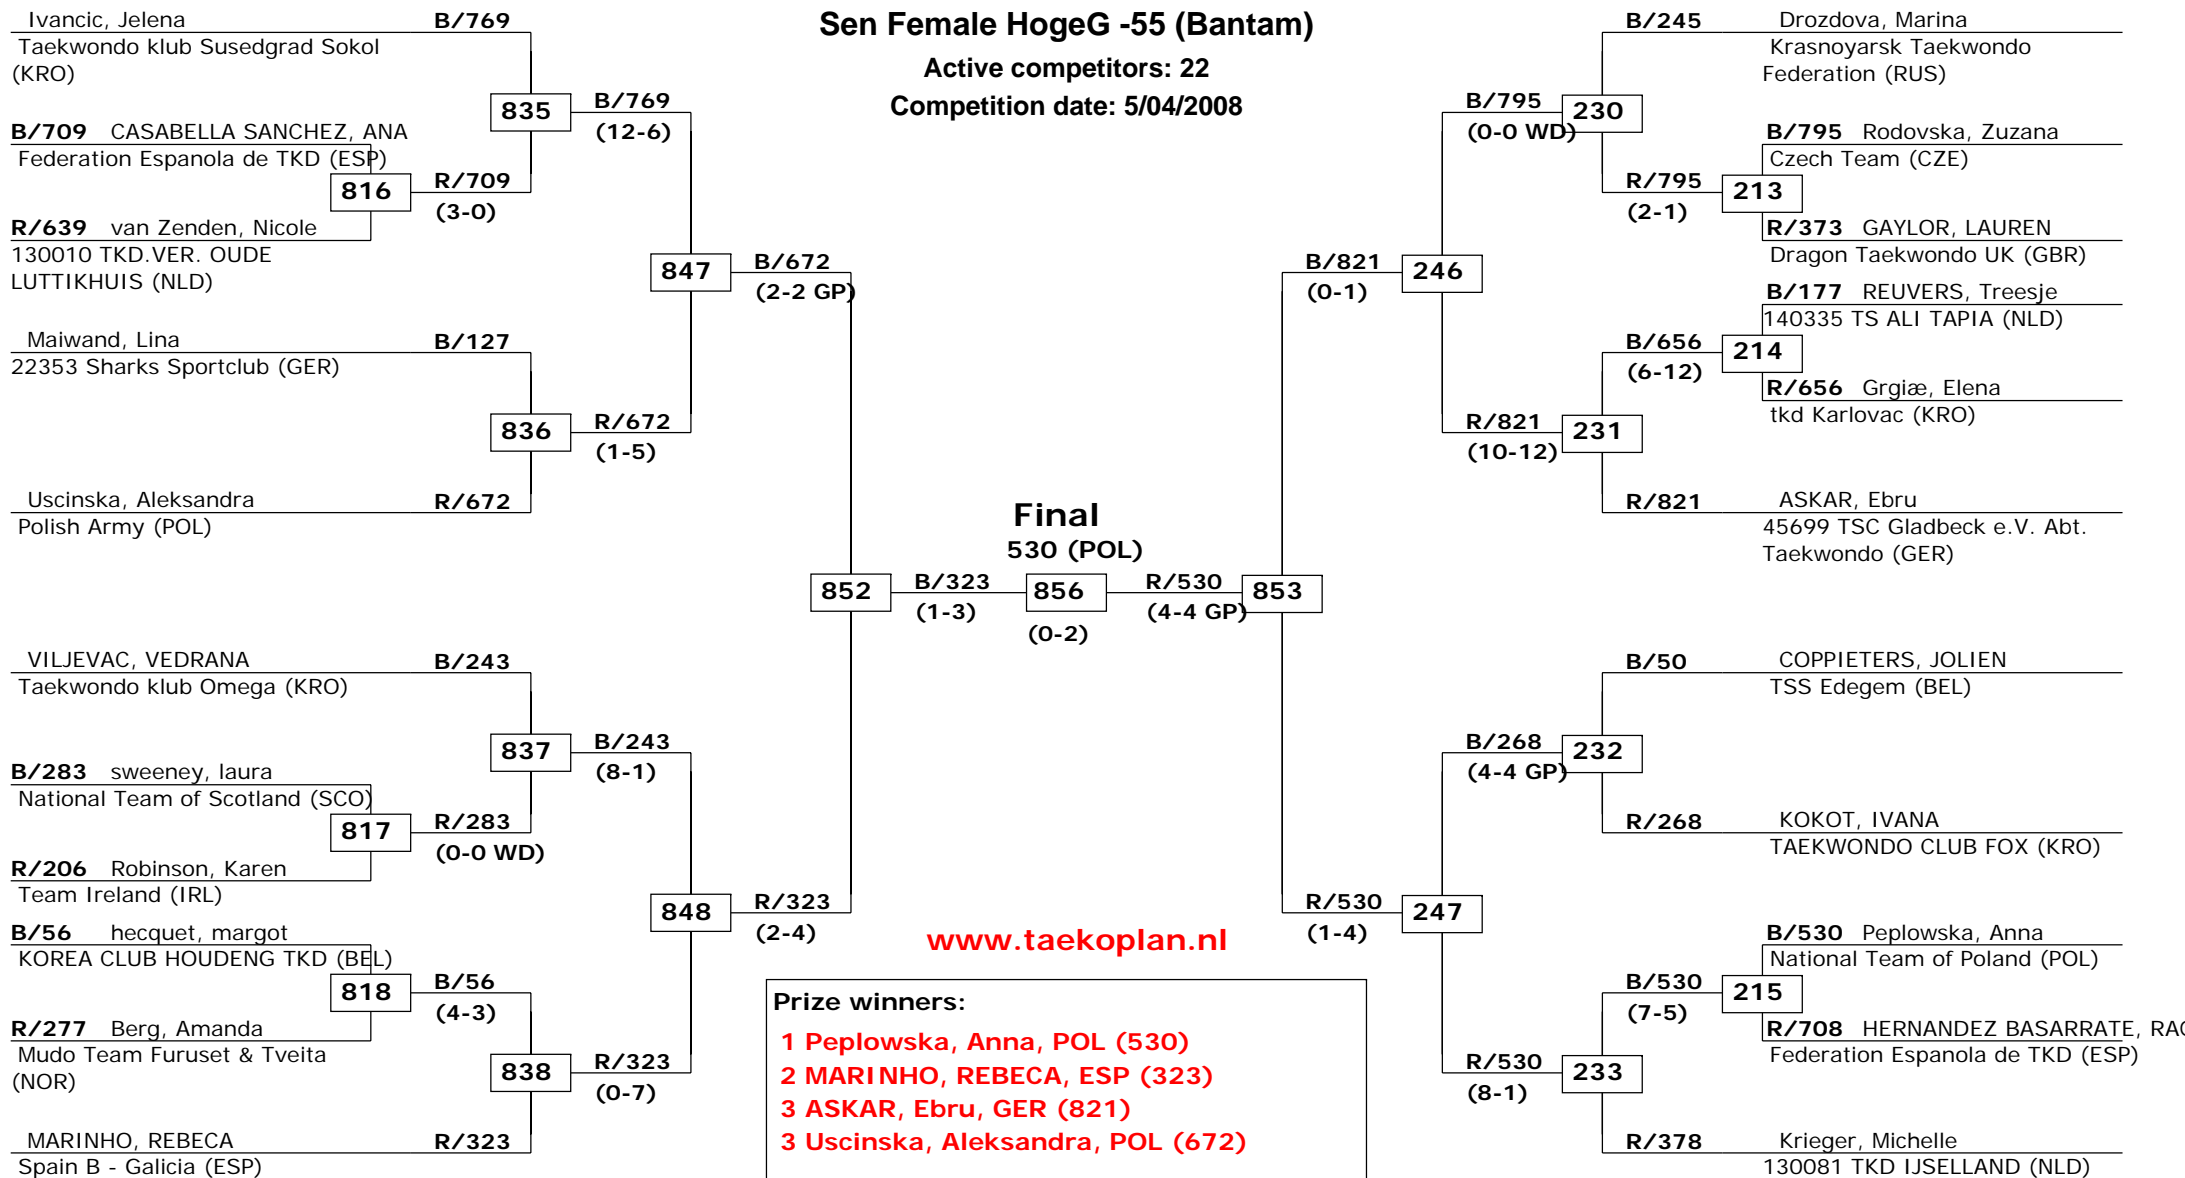 Sen Female HogeG -55 (Bantam)
Active competitors: 22
Competition date: 5/04/2008
Ivancic, Jelena B/769
Taekwondo klub Susedgrad Sokol
(KRO)
835
B/769
(12-6)
B/709 CASABELLA SANCHEZ, ANA
Federation Espanola de TKD (ESP)
816
R/709
(3-0)
R/639 van Zenden, Nicole
130010 TKD.VER. OUDE
LUTTIKHUIS (NLD)
847
B/672
(2-2 GP)
Maiwand, Lina B/127
22353 Sharks Sportclub (GER)
836
R/672
(1-5)
Uscinska, Aleksandra R/672
Polish Army (POL)
852
B/323
(1-3)
VILJEVAC, VEDRANA B/243
Taekwondo klub Omega (KRO)
837
B/243
(8-1)
B/283 sweeney, laura
National Team of Scotland (SCO)
817
R/283
(0-0 WD)
R/206 Robinson, Karen
Team Ireland (IRL)
848
R/323
(2-4)
B/56 hecquet, margot
KOREA CLUB HOUDENG TKD (BEL)
818
B/56
(4-3)
R/277 Berg, Amanda
Mudo Team Furuset & Tveita
(NOR)
838
R/323
(0-7)
MARINHO, REBECA R/323
Spain B - Galicia (ESP)
Final
530 (POL)
856
(0-2)
B/245 Drozdova, Marina
Krasnoyarsk Taekwondo
Federation (RUS)
B/795
(0-0 WD)
230
B/795 Rodovska, Zuzana
Czech Team (CZE)
R/795
(2-1)
213
R/373 GAYLOR, LAUREN
Dragon Taekwondo UK (GBR)
B/821
(0-1)
246
B/177 REUVERS, Treesje
140335 TS ALI TAPIA (NLD)
B/656
(6-12)
214
R/656 Grgiæ, Elena
tkd Karlovac (KRO)
R/821
(10-12)
231
R/821 ASKAR, Ebru
45699 TSC Gladbeck e.V. Abt.
Taekwondo (GER)
R/530
(4-4 GP)
853
B/50 COPPIETERS, JOLIEN
TSS Edegem (BEL)
B/268
(4-4 GP)
232
R/268 KOKOT, IVANA
TAEKWONDO CLUB FOX (KRO)
R/530
(1-4)
247
B/530 Peplowska, Anna
National Team of Poland (POL)
B/530
(7-5)
215
R/708 HERNANDEZ BASARRATE,
Federation Espanola de TKD (ESP)
R/530
(8-1)
233
R/378 Krieger, Michelle
130081 TKD IJSELLAND (NLD)
www.taekoplan.nl
Prize winners:
1 Peplowska, Anna, POL (530)
2 MARINHO, REBECA, ESP (323)
3 ASKAR, Ebru, GER (821)
3 Uscinska, Aleksandra, POL (672)